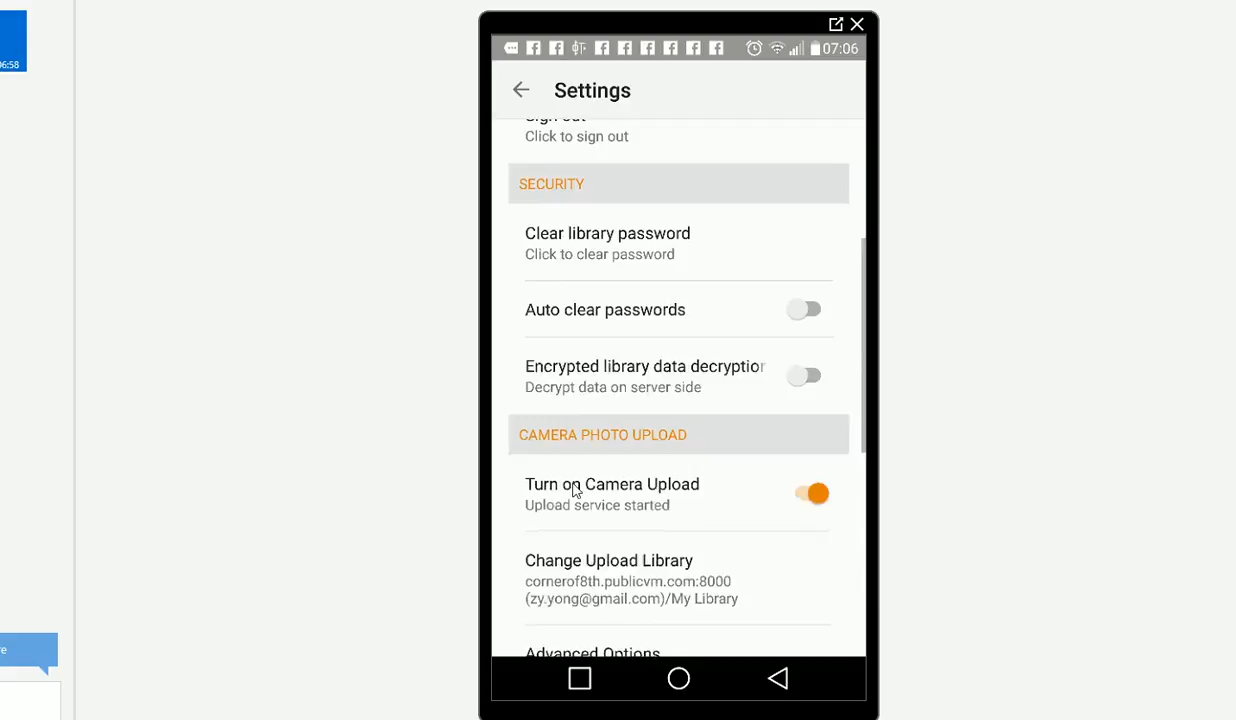 07:06
Settings
Sign out
Click to sign out
SECURITY
Clear library password
Click to clear password
Auto clear passwords
Encrypted library data decryption
Decrypt data on server side
CAMERA PHOTO UPLOAD
Turn on Camera Upload
Upload service started
Change Upload Library
cornerof8th.publicvm.com:8000
(zy.yong@gmail.com)/My Library
Advanced Options